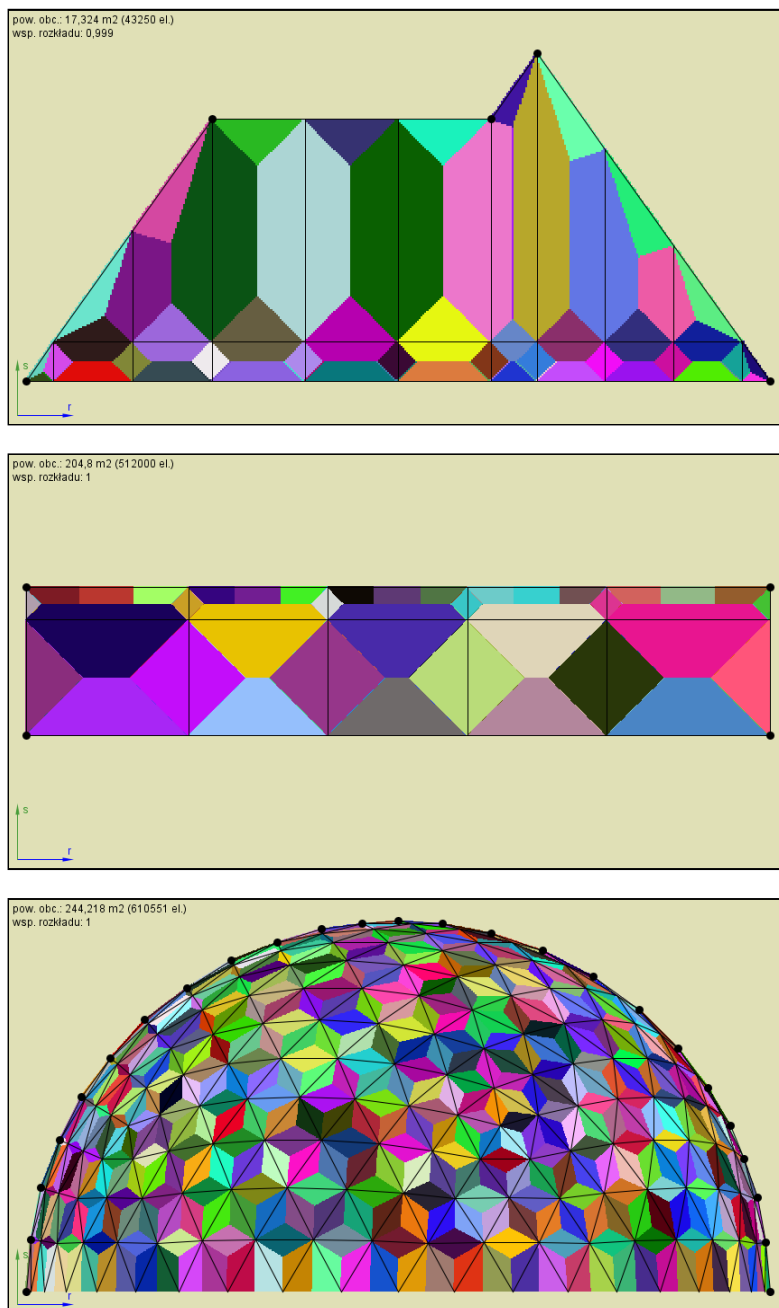 pow. obc.: 17,324 m2 (43250 el.)
wsp. rozkładu: 0,999
s
r
pow. obc.: 204,8 m2 (512000 el.)
wsp. rozkładu: 1
s
r
pow. obc.: 244,218 m2 (610551 el.)
wsp. rozkładu: 1
s
r